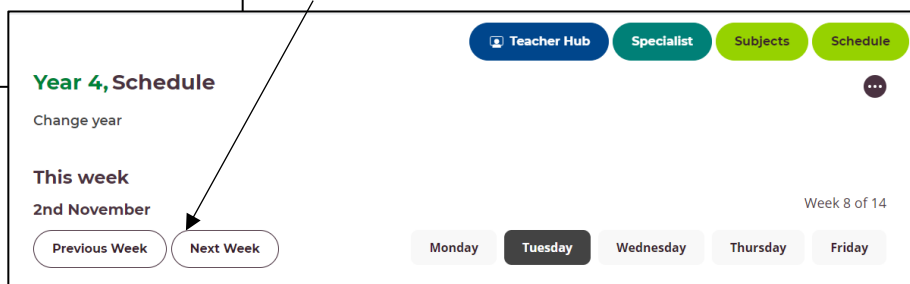 Teacher Hub Specialist Subjects Schedule
Year 4, Schedule
Change year
This week
2nd November
Week 8 of 14
Previous Week Next Week Monday Tuesday Wednesday Thursday Friday